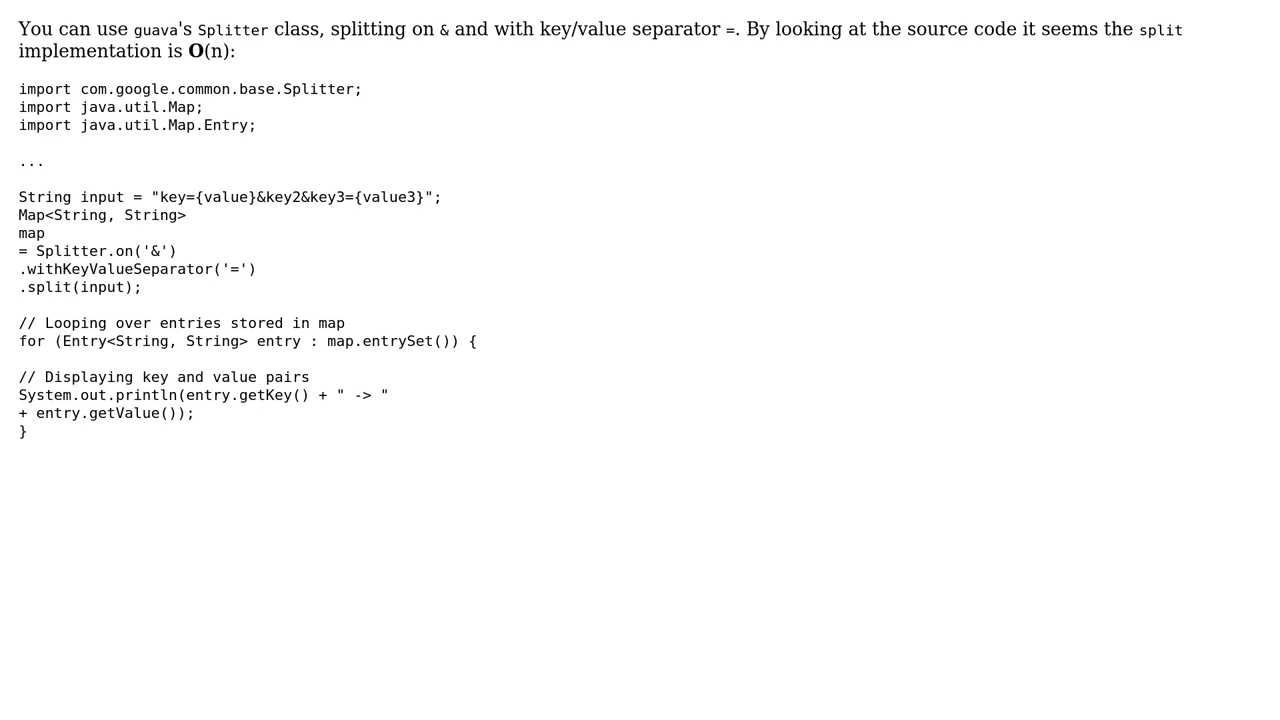 You can use guava's Splitter class, splitting on & and with key/value separator =. By looking at the source code it seems the split
implementation is O(n):
import com.google.common.base.Splitter;
import java.util.Map;
import java.util.Map.Entry;
...
String input = "key={value}&key2&key3={value3}";
Map<String, String>
map
= Splitter.on('&')
.withKeyValueSeparator('=')
.split(input);
// Looping over entries stored in map
for (Entry<String, String> entry : map.entrySet()) {
// Displaying key and value pairs
System.out.println(entry.getKey() + " -> "
+ entry.getValue());
}